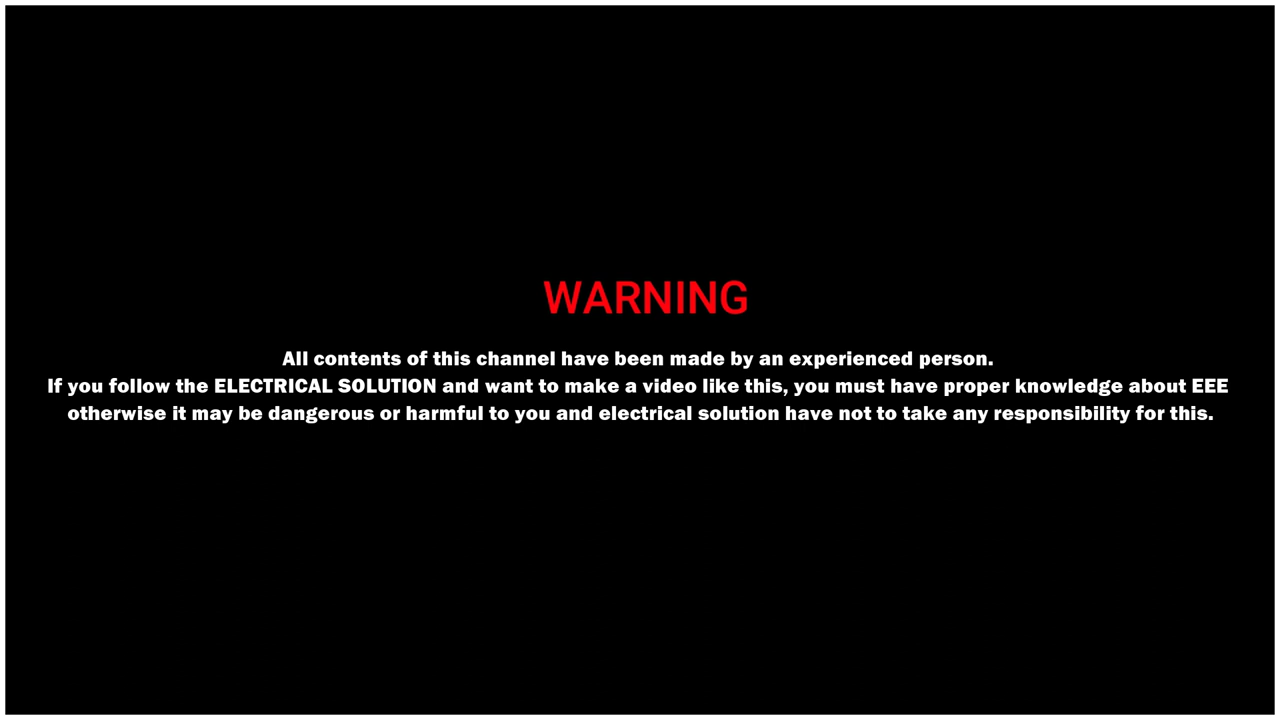 WARNING
All contents of this channel have been made by an experienced person.
If you follow the ELECTRICAL SOLUTION and want to make a video like this, you must have proper knowledge about EEE
otherwise it may be dangerous or harmful to you and electrical solution have not to take any responsibility for this.